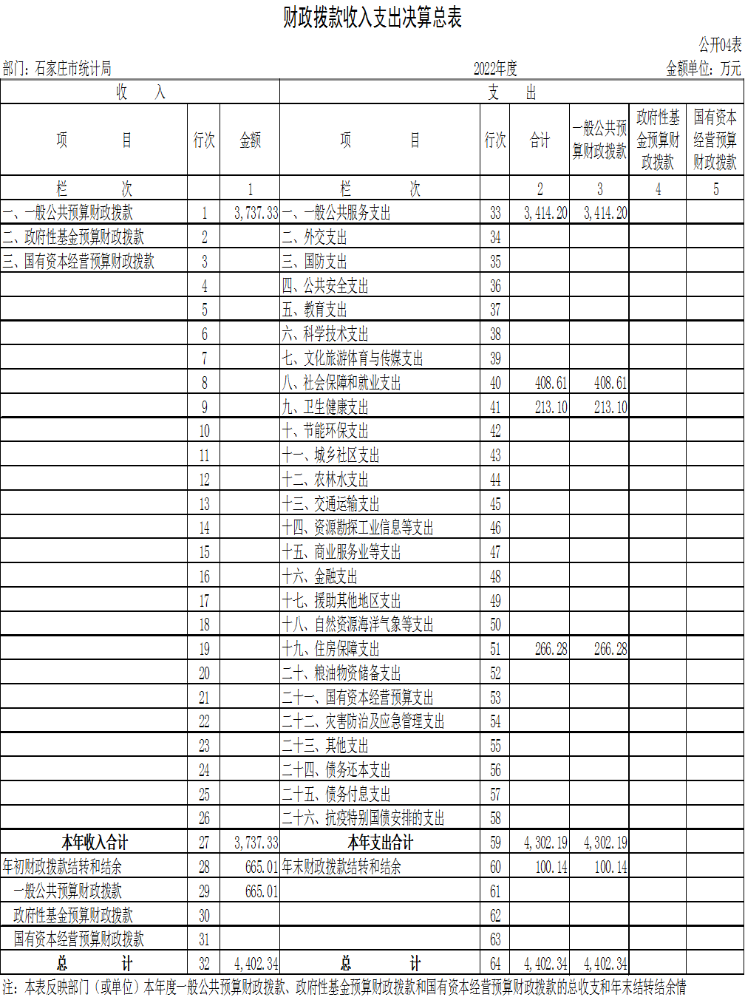 财政拨款收入支出决算总表
公开04表
部门：石家庄市统计局 2022年度 金额单位：万元
收 入 支 出
项 目 行次 金额 项 目 行次 合计 一般公共预算财政拨款 政府性基金预算财政拨款 国有资本经营预算财政拨款
栏 次 1 栏 次 2 3 4 5
一、一般公共预算财政拨款 1 3,737.33 一、一般公共服务支出 33 3,414.20 3,414.20
二、政府性基金预算财政拨款 2 二、外交支出 34
三、国有资本经营预算财政拨款 3 三、国防支出 35
4 四、公共安全支出 36
5 五、教育支出 37
6 六、科学技术支出 38
7 七、文化旅游体育与传媒支出 39
8 八、社会保障和就业支出 40 408.61 408.61
9 九、卫生健康支出 41 213.10 213.10
10 十、节能环保支出 42
11 十一、城乡社区支出 43
12 十二、农林水支出 44
13 十三、交通运输支出 45
14 十四、资源勘探工业信息等支出 46
15 十五、商业服务业等支出 47
16 十六、金融支出 48
17 十七、援助其他地区支出 49
18 十八、自然资源海洋气象等支出 50
19 十九、住房保障支出 51 266.28 266.28
20 二十、粮油物资储备支出 52
21 二十一、国有资本经营预算支出 53
22 二十二、灾害防治及应急管理支出 54
23 二十三、其他支出 55
24 二十四、债务还本支出 56
25 二十五、债务付息支出 57
26 二十六、抗疫特别国债安排的支出 58
本年收入合计 27 3,737.33 本年支出合计 59 4,302.19 4,302.19
年初财政拨款结转和结余 28 665.01 年末财政拨款结转和结余 60 100.14 100.14
一般公共预算财政拨款 29 665.01 61
政府性基金预算财政拨款 30 62
国有资本经营预算财政拨款 31 63
总 计 32 4,402.34 总 计 64 4,402.34 4,402.34
注：本表反映部门（或单位）本年度一般公共预算财政拨款、政府性基金预算财政拨款和国有资本经营预算财政拨款的总收支和年末结转结余情